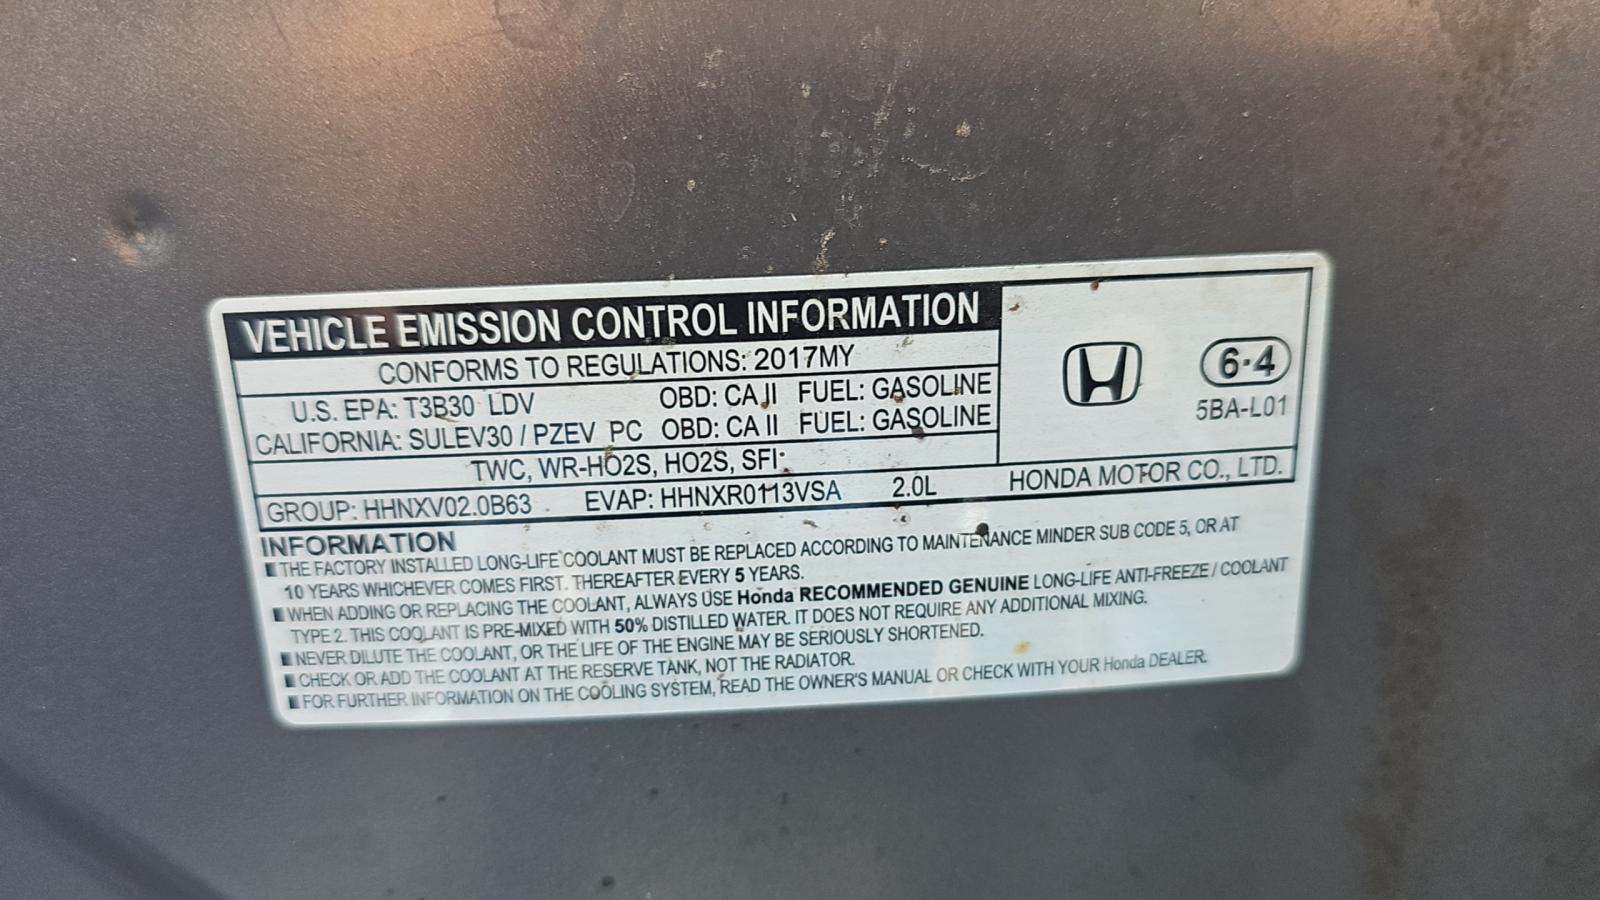 VEHICLE EMISSION CONTROL INFORMATION
CONFORMS TO REGULATIONS: 2017MY
U.S. EPA: T3B30 LDV OBD: CA II FUEL: GASOLINE
CALIFORNIA: SULEV30 / PZEV PC OBD: CA II FUEL: GASOLINE
TWC, WR-HO2S, HO2S, SFI
GROUP: HHNXV02.0B63 EVAP: HHNXR0113VSA 2.0L
6·4
5BA-L01
HONDA MOTOR CO., LTD.
INFORMATION
■ THE FACTORY INSTALLED LONG-LIFE COOLANT MUST BE REPLACED ACCORDING TO MAINTENANCE MINDER SUB CODE 5, OR AT
10 YEARS WHICHEVER COMES FIRST. THEREAFTER EVERY 5 YEARS.
■ WHEN ADDING OR REPLACING THE COOLANT, ALWAYS USE Honda RECOMMENDED GENUINE LONG-LIFE ANTI-FREEZE / COOLANT
TYPE 2. THIS COOLANT IS PRE-MIXED WITH 50% DISTILLED WATER. IT DOES NOT REQUIRE ANY ADDITIONAL MIXING.
■ NEVER DILUTE THE COOLANT, OR THE LIFE OF THE ENGINE MAY BE SERIOUSLY SHORTENED.
■ CHECK OR ADD THE COOLANT AT THE RESERVE TANK, NOT THE RADIATOR.
■ FOR FURTHER INFORMATION ON THE COOLING SYSTEM, READ THE OWNER'S MANUAL OR CHECK WITH YOUR Honda DEALER.